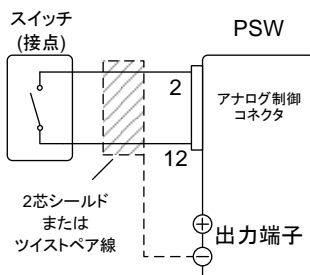 スイッチ
(接点)
PSW
2
アナログ制御
コネクタ
12
2芯シールド
または
ツイストペア線
+
出力端子
-